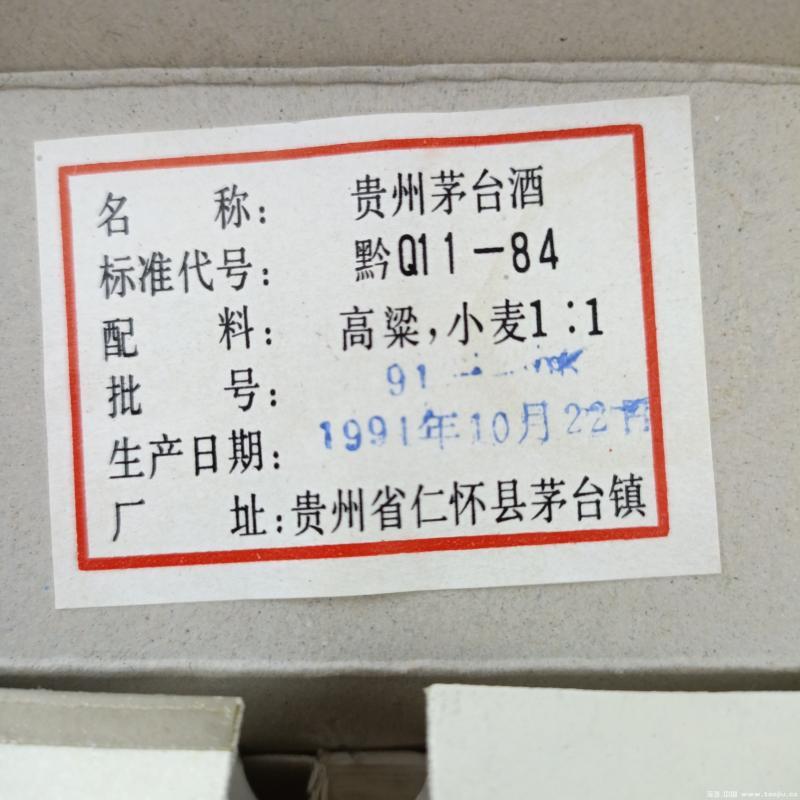 名 称: 贵州茅台酒
标准代号: 黔Q11-84
配 料: 高粱,小麦1:1
批 号: 91
生产日期: 1991年10月22日
厂 址: 贵州省仁怀县茅台镇